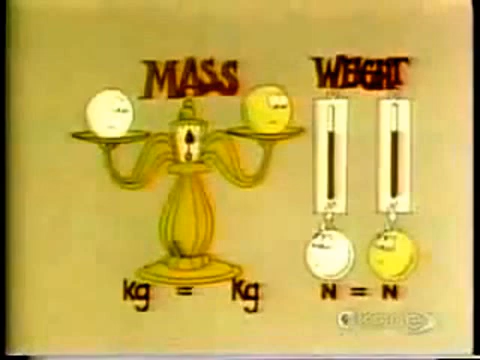 MASS
WEIGHT
kg = kg
N = N